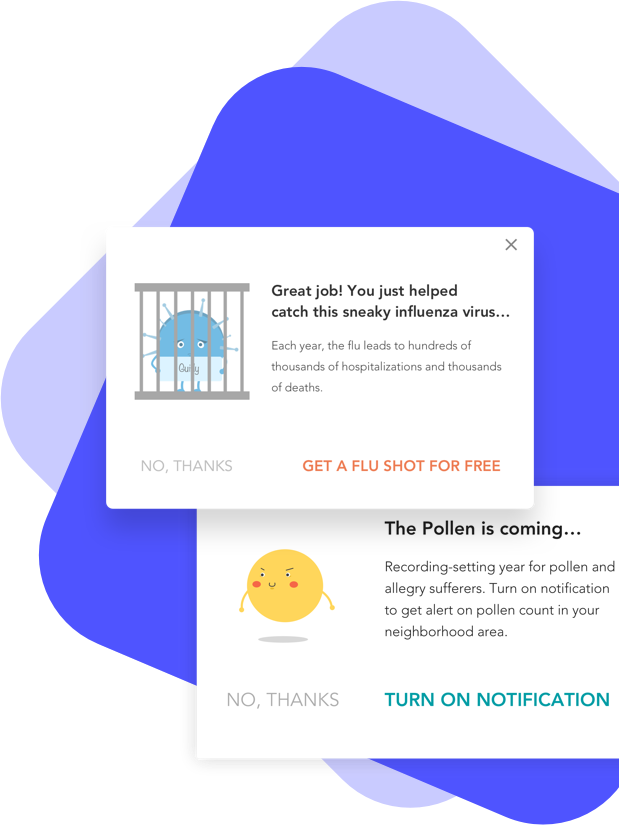 Great job! You just helped
catch this sneaky influenza virus…
Each year, the flu leads to hundreds of
thousands of hospitalizations and thousands
of deaths.
Guilty
NO, THANKS
GET A FLU SHOT FOR FREE
The Pollen is coming…
Recording-setting year for pollen and
allegry sufferers. Turn on notification
to get alert on pollen count in your
neighborhood area.
NO, THANKS
TURN ON NOTIFICATION